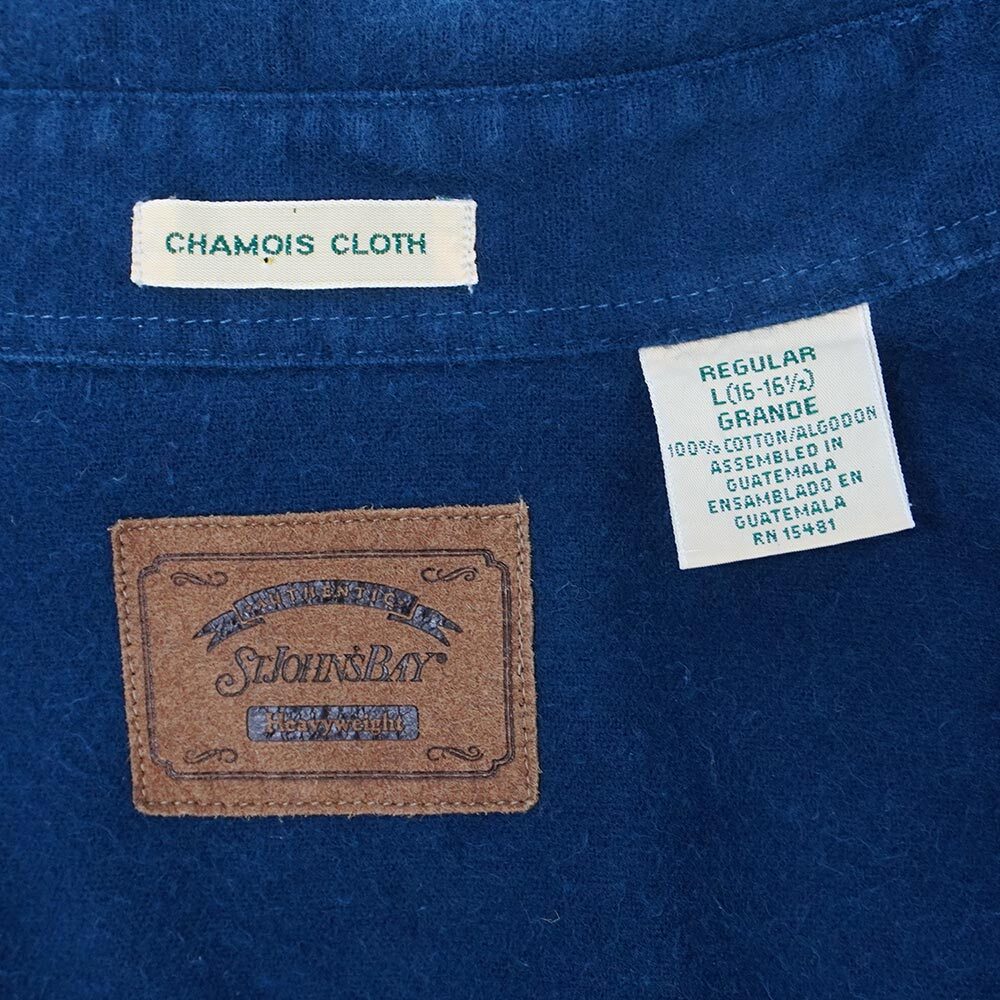 CHAMOIS CLOTH
REGULAR
L(16-16½)
GRANDE
100% COTTON/ALGODON
ASSEMBLED IN
GUATEMALA
ENSAMBLADO EN
GUATEMALA
RN 15481
AUTHENTIC
ST JOHN'S BAY®
Heavyweight